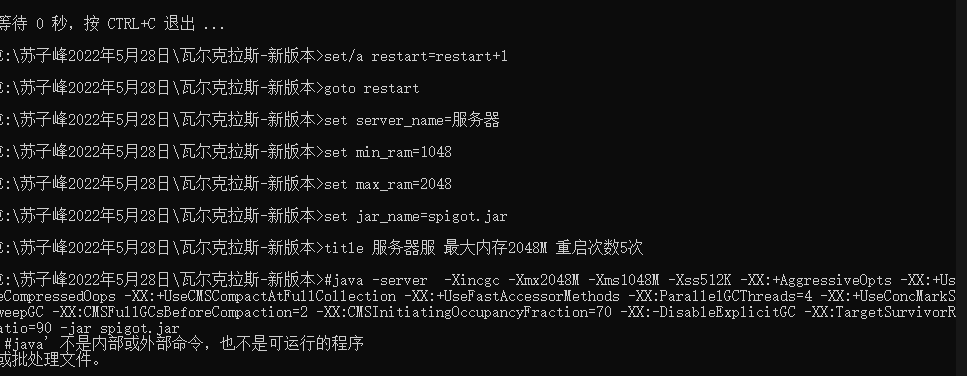 等待 0 秒，按 CTRL+C 退出 ...
:\苏子峰2022年5月28日\瓦尔克拉斯-新版本>set/a restart=restart+1
:\苏子峰2022年5月28日\瓦尔克拉斯-新版本>goto restart
:\苏子峰2022年5月28日\瓦尔克拉斯-新版本>set server_name=服务器
:\苏子峰2022年5月28日\瓦尔克拉斯-新版本>set min_ram=1048
:\苏子峰2022年5月28日\瓦尔克拉斯-新版本>set max_ram=2048
:\苏子峰2022年5月28日\瓦尔克拉斯-新版本>set jar_name=spigot.jar
:\苏子峰2022年5月28日\瓦尔克拉斯-新版本>title 服务器服 最大内存2048M 重启次数5次
:\苏子峰2022年5月28日\瓦尔克拉斯-新版本>#java -server  -Xincgc -Xmx2048M -Xms1048M -Xss512K -XX:+AggressiveOpts -XX:+Us
eCompressedOops -XX:+UseCMSCompactAtFullCollection -XX:+UseFastAccessorMethods -XX:ParallelGCThreads=4 -XX:+UseConcMarkS
weepGC -XX:CMSFullGCsBeforeCompaction=2 -XX:CMSInitiatingOccupancyFraction=70 -XX:-DisableExplicitGC -XX:TargetSurvivorR
atio=90 -jar spigot.jar
#java' 不是内部或外部命令，也不是可运行的程序
或批处理文件。